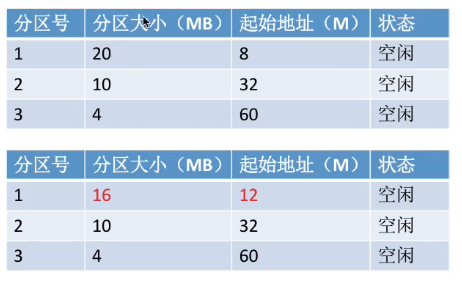 分区号 分区大小（MB） 起始地址（M） 状态
1 20 8 空闲
2 10 32 空闲
3 4 60 空闲
分区号 分区大小（MB） 起始地址（M） 状态
1 16 12 空闲
2 10 32 空闲
3 4 60 空闲